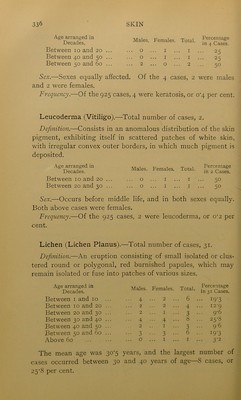 336 SKIN
Age arranged in Decades. Males. Females. Total. Percentage in 4 Cases.
Between 10 and 20 ... ... 0 ... 1 ... 1 ... 25
Between 40 and 50 ... ... 0 ... 1 ... 1 ... 25
Between 50 and 60 ... ... 2 ... 0 ... 2 ... 50
Sex.—Sexes equally affected. Of the 4 cases, 2 were males
and 2 were females.
Frequency.—Of the 925 cases, 4 were keratosis, or 0'4 per cent.
Leucoderma (Vitiligo).—Total number of cases, 2.
Definition.—Consists in an anomalous distribution of the skin
pigment, exhibiting itself in scattered patches of white skin,
with irregular convex outer borders, in which much pigment is
deposited.
Age arranged in Decades. Males. Females. Total. Percentage in 2 Cases.
Between 10 and 20 ... ... 0 ... 1 ... 1 ... 50
Between 20 and 30 ... ... 0 ... 1 ... 1 ... 50
Sex.—Occurs before middle life, and in both sexes equally.
Both above cases were females.
Frequency.—Of the 925 cases, 2 were leucoderma, or 0'2 per
cent.
Lichen (Lichen Planus).—Total number of cases, 31.
Definition.—An eruption consisting of small isolated or clus-
tered round or polygonal, red burnished papules, which may
remain isolated or fuse into patches of various sizes.
Age arranged in Decades. Males. Females. Total. Percentage in 31 Cases.
Between 1 and 10 ... 4 ... 2 ... 6 ... 19'3
Between 10 and 20 ... 2 ... 2 ... 4 ... 12'9
Between 20 and 30 ... 2 ... 1 ... 3 ... 9'6
Between 30 and 40 ... 4 ... 4 ... 8 ... 25'8
Between 40 and 50 ... 2 ... 1 ... 3 ... 9'6
Between 50 and 60 ... 3 ... 3 ... 6 ... 19'3
Above 60 ... 0 ... 1 ... 1 ... 3'2
The mean age was 30'5 years, and the largest number of
cases occurred between 30 and 40 years of age—8 cases, or
25'8 per cent.